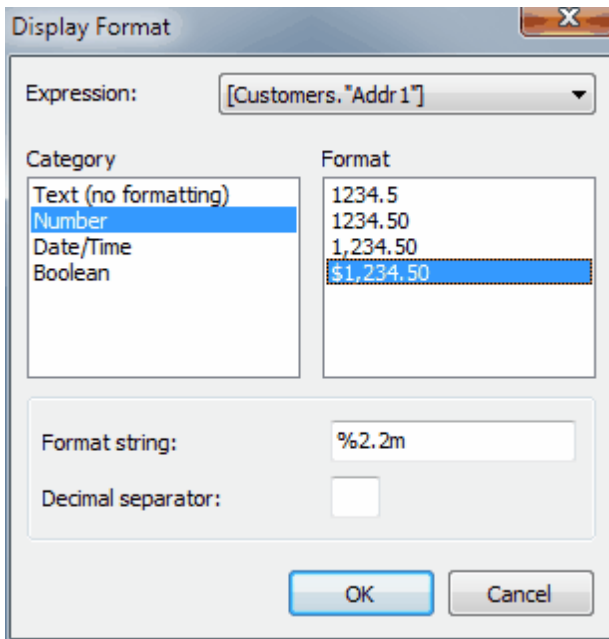 Display Format
X
Expression: [Customers."Addr1"]
Category Format
Text (no formatting) 1234.5
Number 1234.50
Date/Time 1,234.50
Boolean $1,234.50
Format string: %2.2m
Decimal separator:
OK Cancel